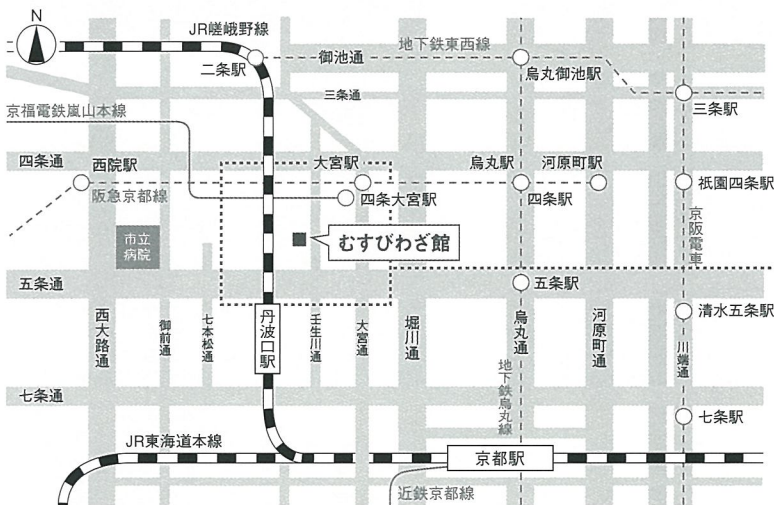 N
JR嵯峨野線
二条駅
御池通
地下鉄東西線
烏丸御池駅
三条通
三条駅
京福電鉄嵐山本線
四条通
西院駅
大宮駅
烏丸駅
河原町駅
阪急京都線
四条大宮駅
四条駅
祇園四条駅
市立
病院
むすびわざ館
京阪電車
五条通
五条駅
清水五条駅
西大路通
御前通
七本松通
丹波口駅
壬生川通
大宮通
堀川通
烏丸通
河原町通
川端通
地下鉄烏丸線
七条通
七条駅
JR東海道本線
京都駅
近鉄京都線